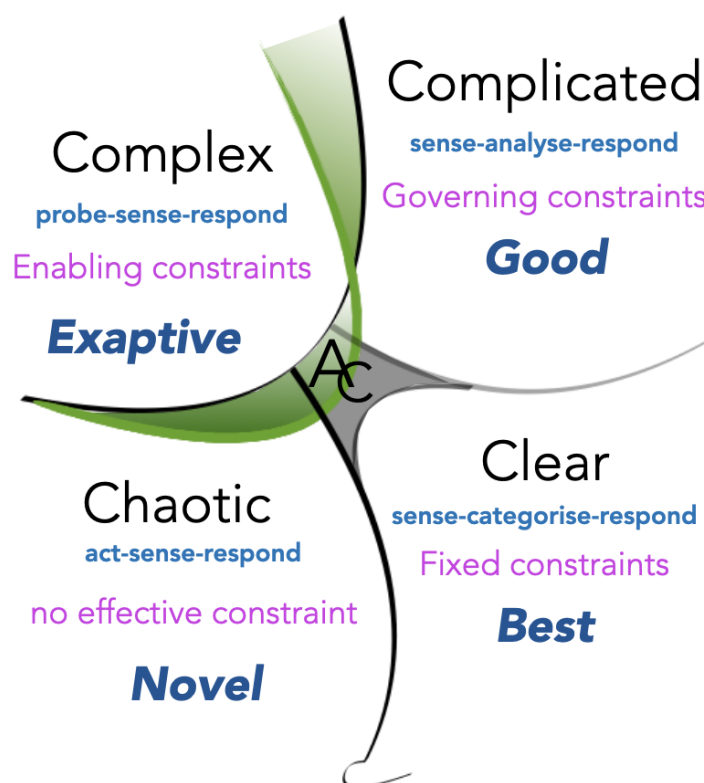 Complex
probe-sense-respond
Enabling constraints
Exaptive
Complicated
sense-analyse-respond
Governing constraints
Good
A
C
Chaotic
act-sense-respond
no effective constraint
Novel
Clear
sense-categorise-respond
Fixed constraints
Best